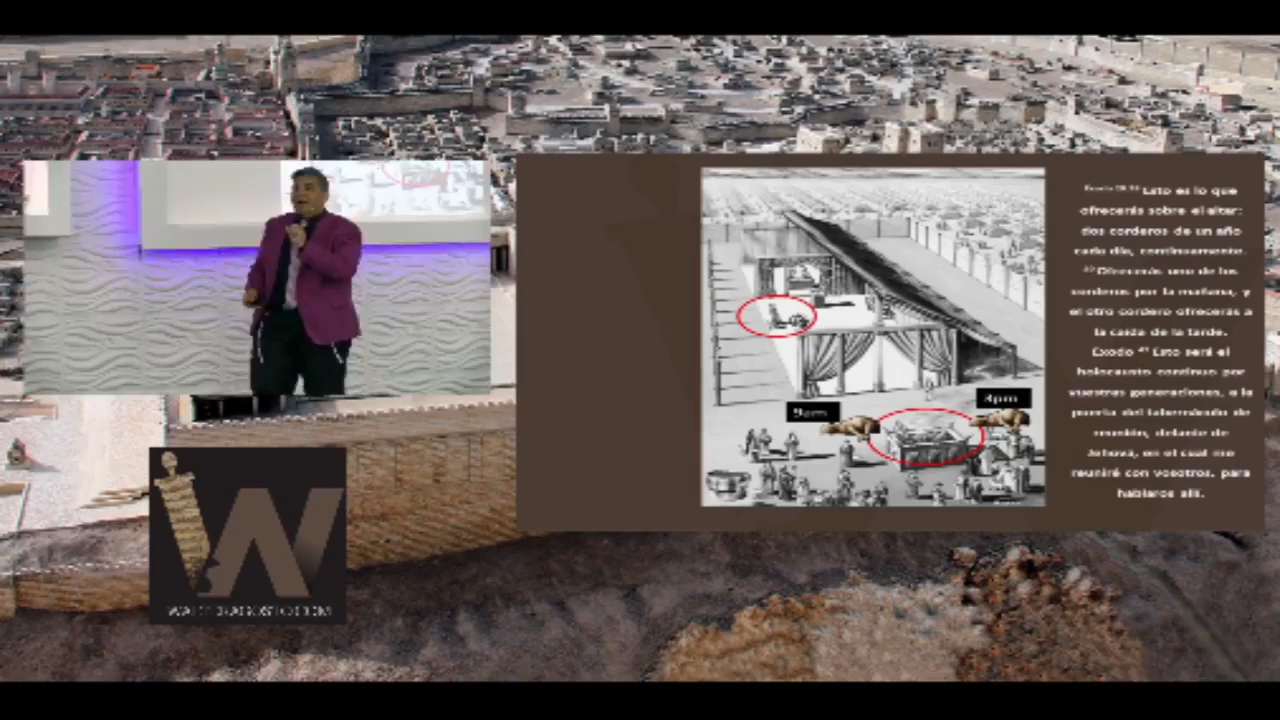 9am
3pm
Esto es lo que
ofreceréis sobre el altar:
dos corderos de un año
cada día, continuamente.
Ofreceréis uno de los
corderos por la mañana, y
el otro cordero ofrecerás a
la caída de la tarde.
Exodo Esto será el
holocausto continuo por
vuestras generaciones, a la
puerta del tabernáculo de
reunión, delante de
Jehová, en el cual me
reuniré con vosotros, para
hablaros allí.